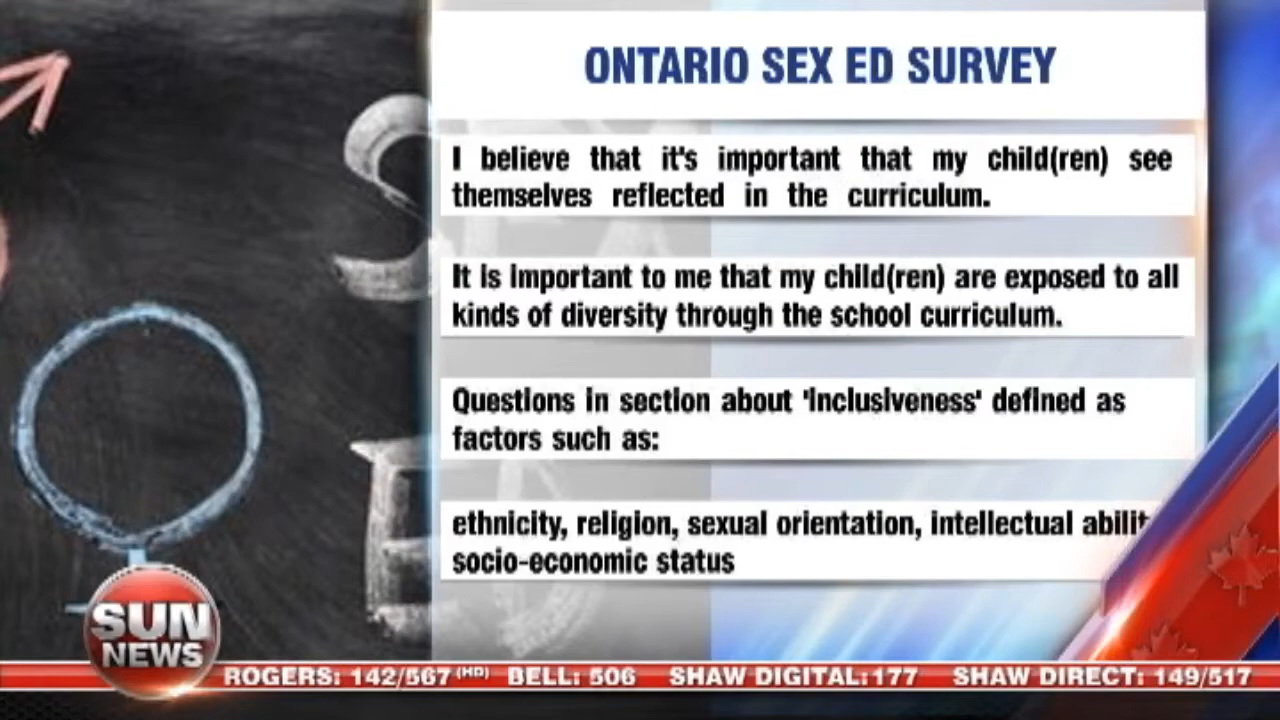 ONTARIO SEX ED SURVEY
I believe that it's important that my child(ren) see
themselves reflected in the curriculum.
It is important to me that my child(ren) are exposed to all
kinds of diversity through the school curriculum.
Questions in section about 'inclusiveness' defined as
factors such as:
ethnicity, religion, sexual orientation, intellectual abilit
socio-economic status
SUN
NEWS
ROGERS: 142/567 (HD) BELL: 506 SHAW DIGITAL:177 SHAW DIRECT: 149/517